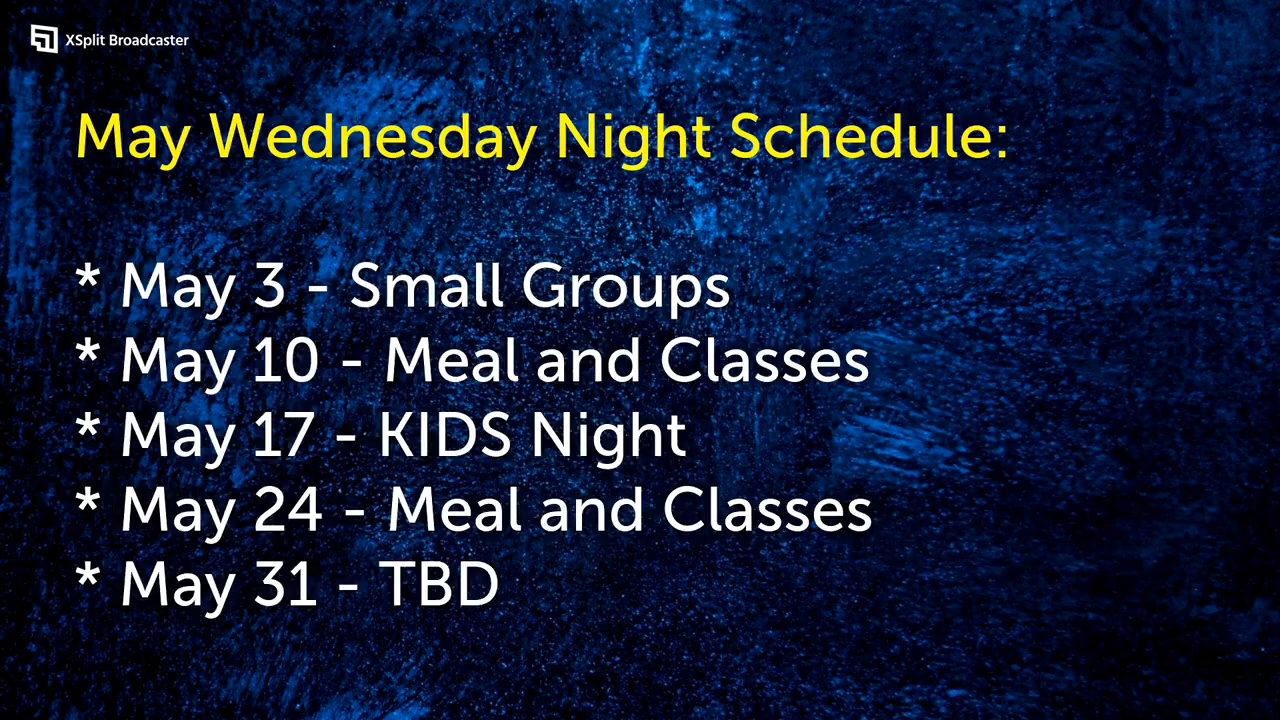 XSplit Broadcaster
May Wednesday Night Schedule:
* May 3 - Small Groups
* May 10 - Meal and Classes
* May 17 - KIDS Night
* May 24 - Meal and Classes
* May 31 - TBD